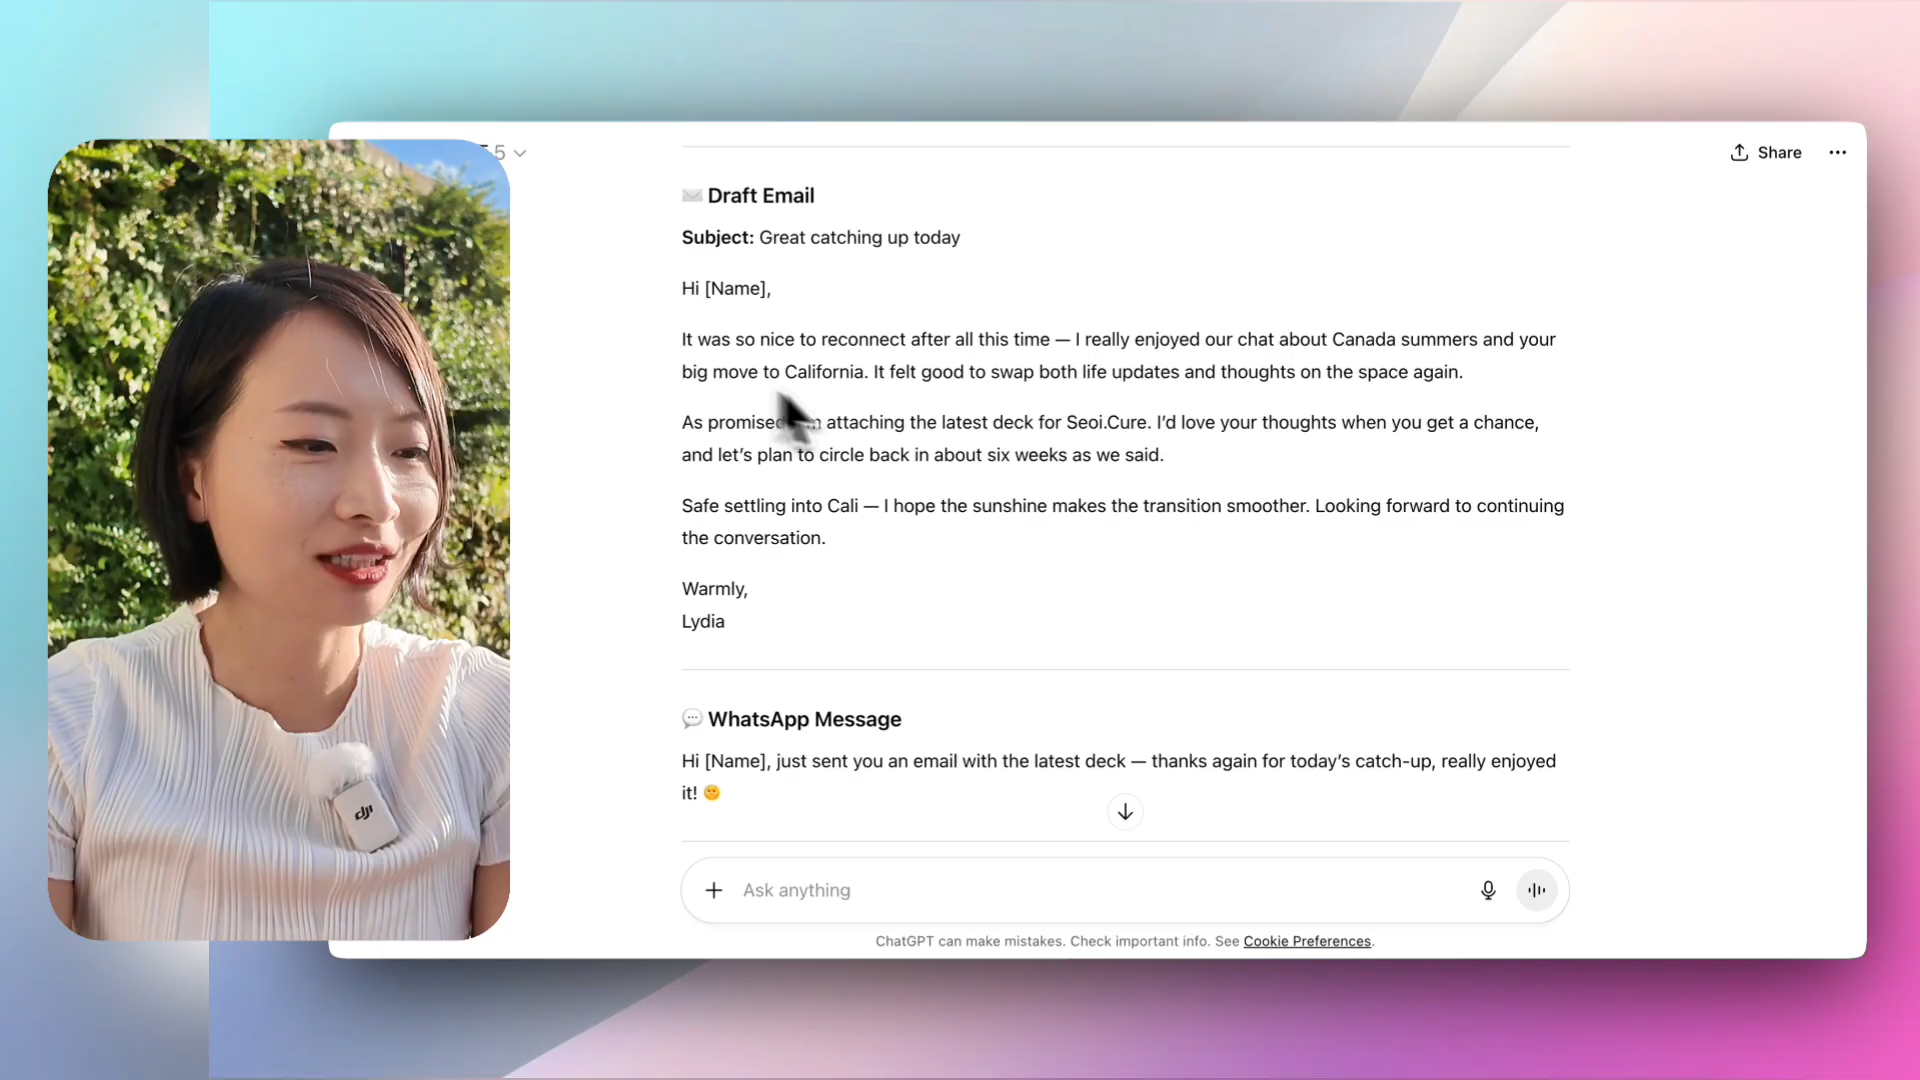 5
Share
Draft Email
Subject: Great catching up today
Hi [Name],
It was so nice to reconnect after all this time — I really enjoyed our chat about Canada summers and your
big move to California. It felt good to swap both life updates and thoughts on the space again.
As promised attaching the latest deck for Seoi.Cure. I’d love your thoughts when you get a chance,
and let’s plan to circle back in about six weeks as we said.
Safe settling into Cali — I hope the sunshine makes the transition smoother. Looking forward to continuing
the conversation.
Warmly,
Lydia
WhatsApp Message
Hi [Name], just sent you an email with the latest deck — thanks again for today’s catch-up, really enjoyed
it!
Ask anything
ChatGPT can make mistakes. Check important info. See Cookie Preferences.
dji